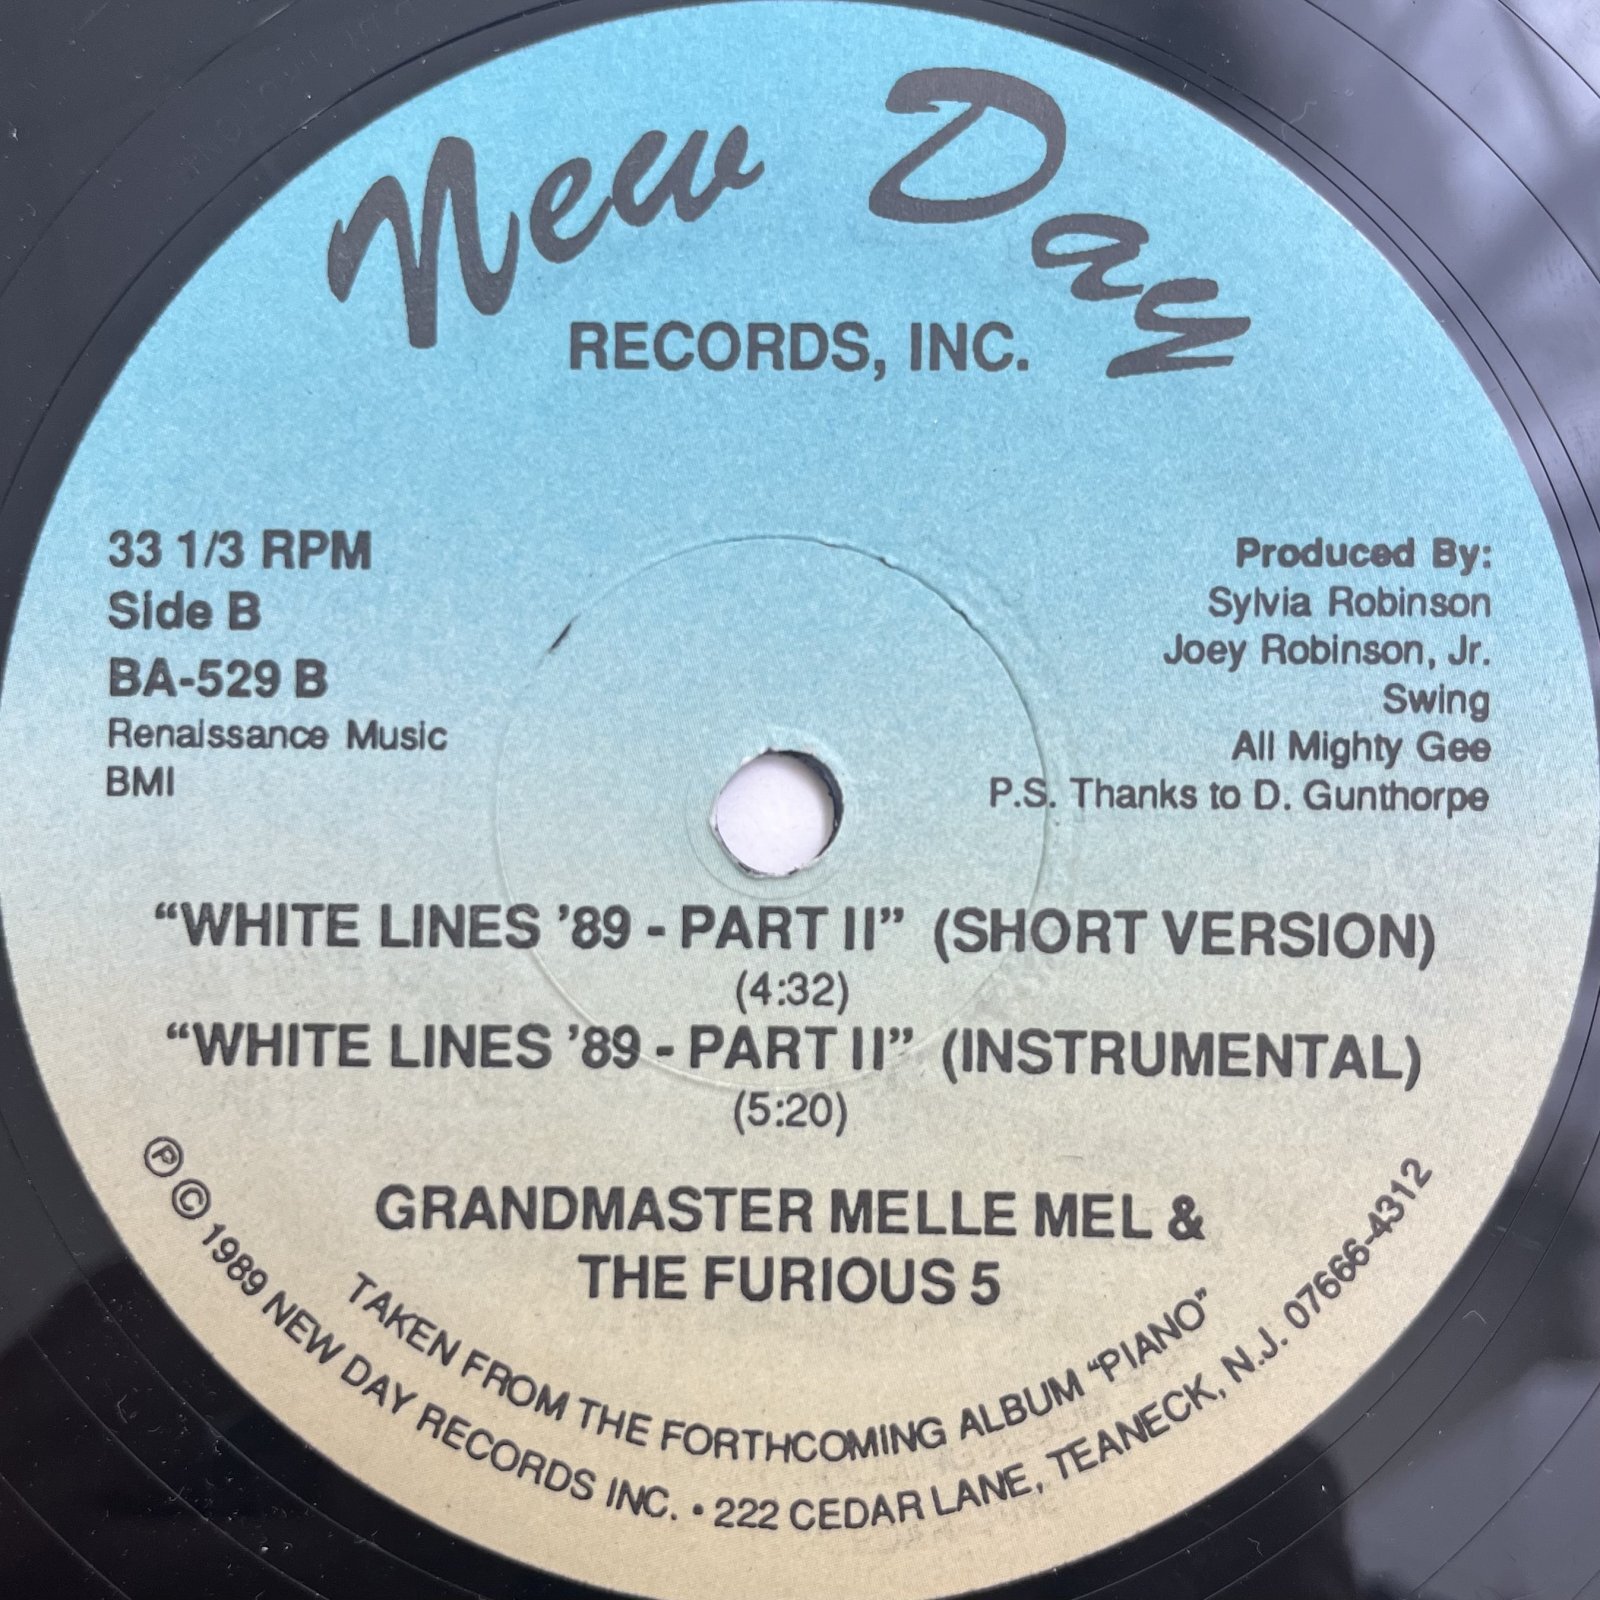 New Day
RECORDS, INC.
33 1/3 RPM
Side B
BA-529 B
Renaissance Music
BMI
Produced By:
Sylvia Robinson
Joey Robinson, Jr.
Swing
All Mighty Gee
P.S. Thanks to D. Gunthorpe
“WHITE LINES ’89 - PART II” (SHORT VERSION)
(4:32)
“WHITE LINES ’89 - PART II” (INSTRUMENTAL)
(5:20)
GRANDMASTER MELLE MEL &
THE FURIOUS 5
TAKEN FROM THE FORTHCOMING ALBUM “PIANO”
Ⓟ © 1989 NEW DAY RECORDS INC. • 222 CEDAR LANE, TEANECK, N.J. 07666-4312